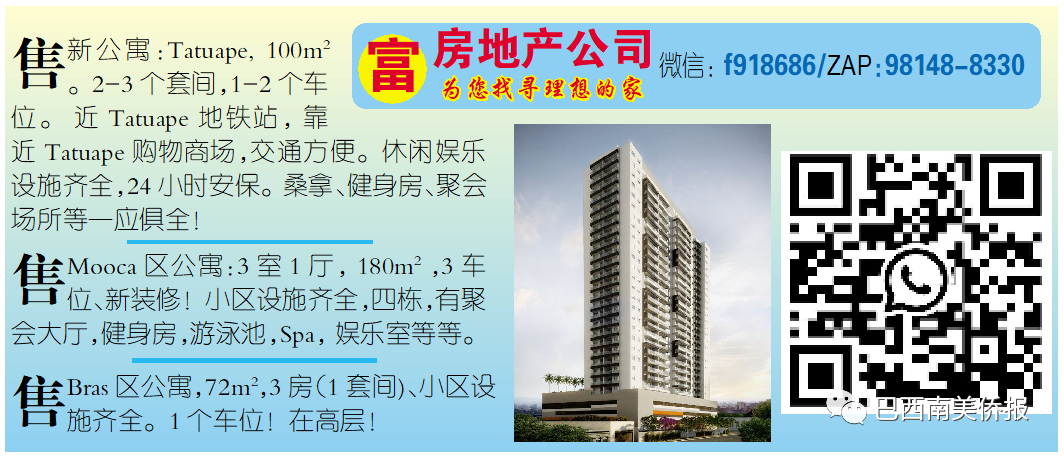 售新公寓:Tatuape, 100m²
。2-3个套间,1-2个车
位。 近 Tatuape 地铁站, 靠
近 Tatuape 购物商场,交通方便。休闲娱乐
设施齐全,24小时安保。桑拿、健身房、聚会
场所等一应俱全!
售Mooca 区公寓:3室1厅, 180m² ,3车
位、新装修! 小区设施齐全,四栋,有聚
会大厅,健身房,游泳池,Spa, 娱乐室等等。
售Bras 区公寓,72m²,3房(1套间)、小区设
施齐全。1个车位! 在高层!
富 房地产公司
为您找寻理想的家
微信: f918686/ZAP:98148-8330
巴西南美侨报